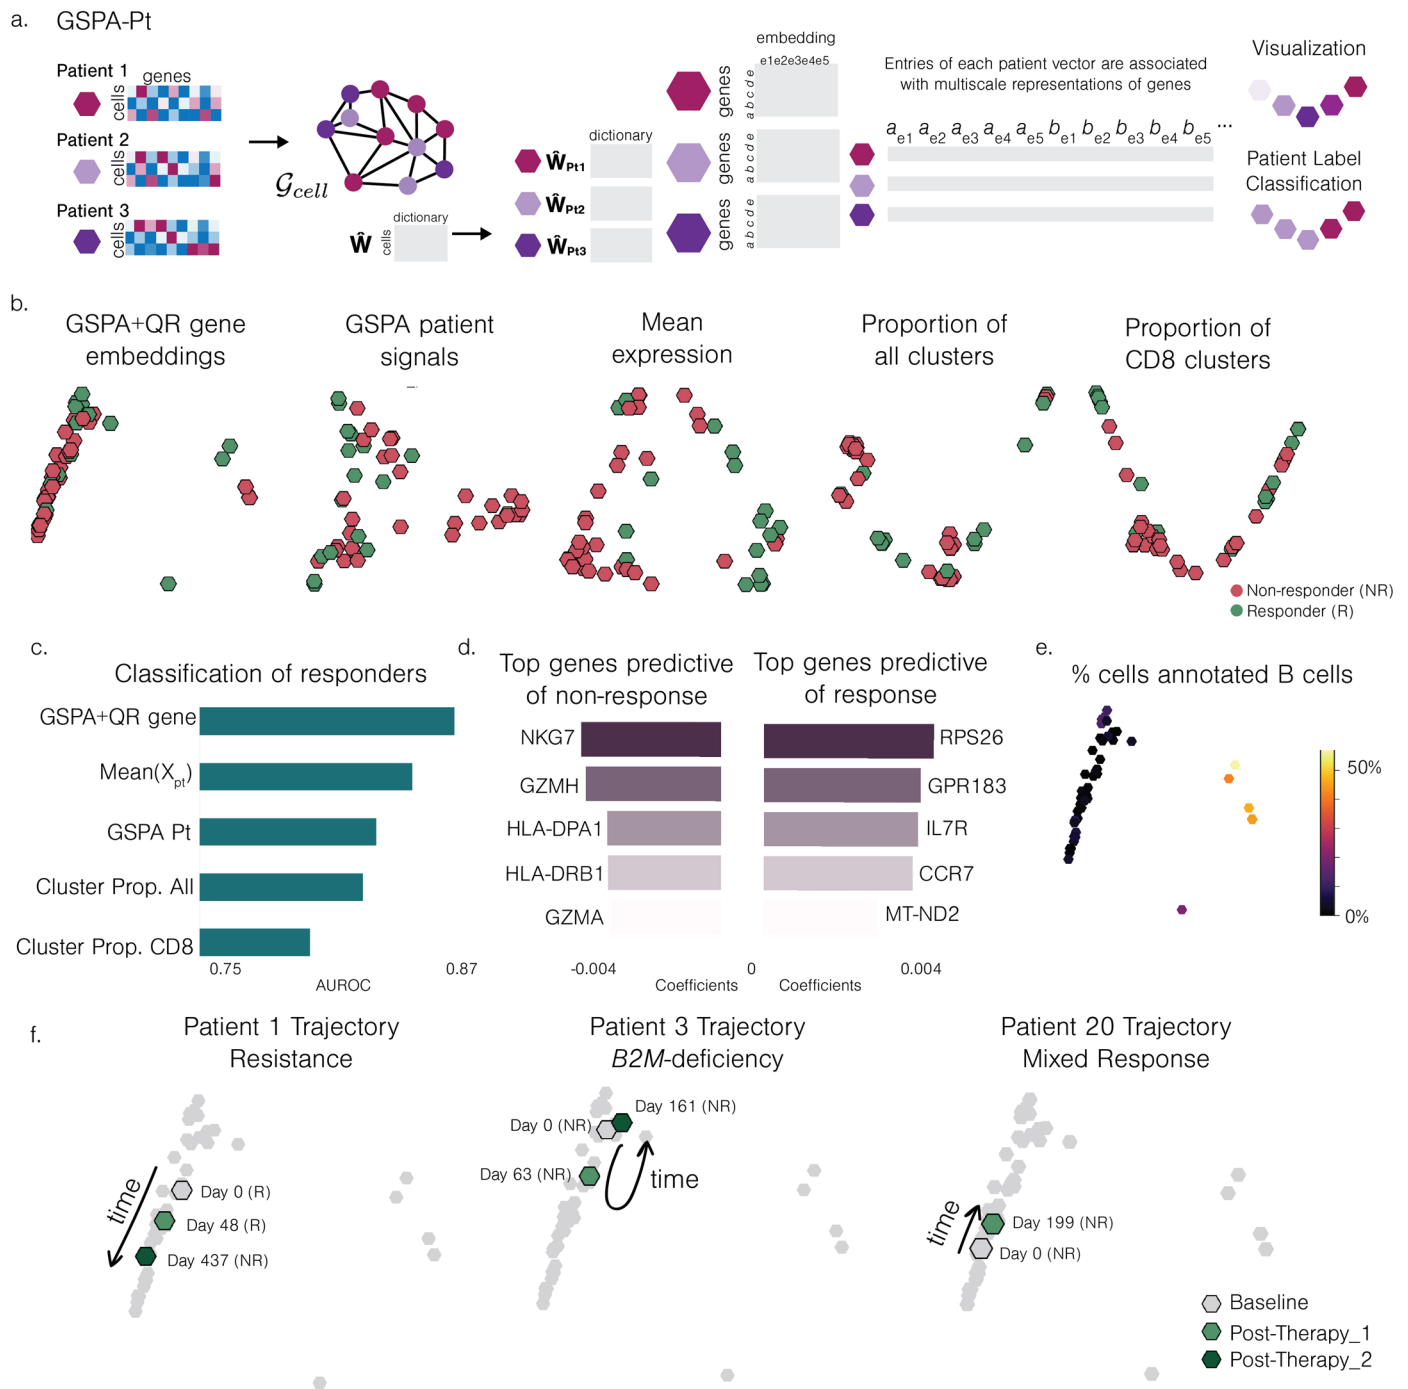 a.
GSPA-Pt
Patient 1
genes
cells
Patient 2
cells
Patient 3
cells
𝒢cell
Ŵ
cells
dictionary
dictionary
ŴPt1
ŴPt2
ŴPt3
embedding
e1e2e3e4e5
genes
a b c d e
genes
a b c d e
genes
a b c d e
Entries of each patient vector are associated
with multiscale representations of genes
ae1 ae2 ae3 ae4 ae5 be1 be2 be3 be4 be5 ...
Visualization
Patient Label
Classification
b.
GSPA+QR gene
embeddings
GSPA patient
signals
Mean
expression
Proportion of
all clusters
Proportion of
CD8 clusters
Non-responder (NR)
Responder (R)
c.
Classification of responders
GSPA+QR gene
Mean(Xpt)
GSPA Pt
Cluster Prop. All
Cluster Prop. CD8
0.75
0.87
AUROC
d.
Top genes predictive
of non-response
NKG7
GZMH
HLA-DPA1
HLA-DRB1
GZMA
Top genes predictive
of response
RPS26
GPR183
IL7R
CCR7
MT-ND2
-0.004
0
0.004
Coefficients
Coefficients
e.
% cells annotated B cells
50%
0%
f.
Patient 1 Trajectory
Resistance
time
Day 0 (R)
Day 48 (R)
Day 437 (NR)
Patient 3 Trajectory
B2M-deficiency
Day 161 (NR)
Day 0 (NR)
Day 63 (NR)
time
Patient 20 Trajectory
Mixed Response
time
Day 199 (NR)
Day 0 (NR)
Baseline
Post-Therapy_1
Post-Therapy_2